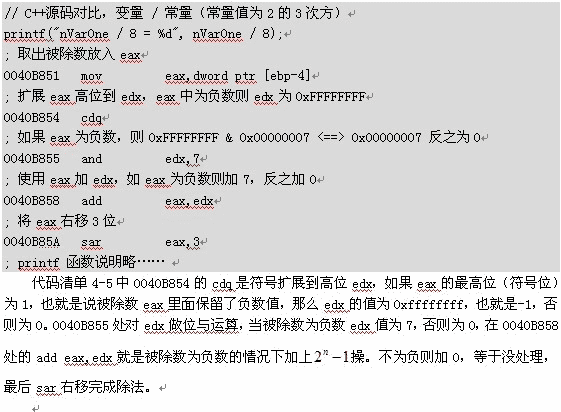 // C++源码对比，变量 / 常量（常量值为 2 的 3 次方）
printf("nVarOne / 8 = %d", nVarOne / 8);
; 取出被除数放入 eax
0040B851 mov eax,dword ptr [ebp-4]
; 扩展 eax 高位到 edx，eax 中为负数则 edx 为 0xFFFFFFFF
0040B854 cdq
; 如果 eax 为负数，则 0xFFFFFFFF & 0x00000007 <==> 0x00000007 反之为 0
0040B855 and edx,7
; 使用 eax 加 edx，如 eax 为负数则加 7，反之加 0
0040B858 add eax,edx
; 将 eax 右移 3 位
0040B85A sar eax,3
; printf 函数说明略……
代码清单 4-5 中 0040B854 的 cdq 是符号扩展到高位 edx，如果 eax 的最高位（符号位）
为 1，也就是说被除数 eax 里面保留了负数值，那么 edx 的值为 0xffffffff，也就是-1，否
则为 0。0040B855 处对 edx 做位与运算，当被除数为负数 edx 值为 7，否则为 0，在 0040B858
处的 add eax,edx 就是被除数为负数的情况下加上 2ⁿ −1 操。不为负则加 0，等于没处理，
最后 sar 右移完成除法。